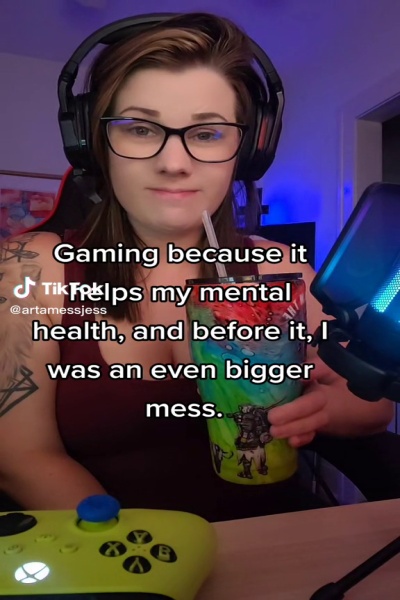 Gaming because it
TikTok
helps my mental
@artamessjess
health, and before it, I
was an even bigger
mess.
X
Y
B
A